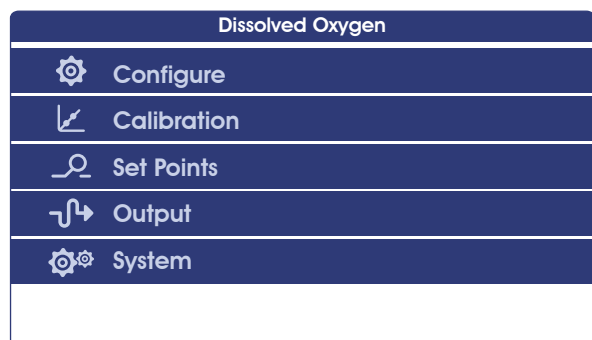 Dissolved Oxygen
Configure
Calibration
Set Points
Output
System